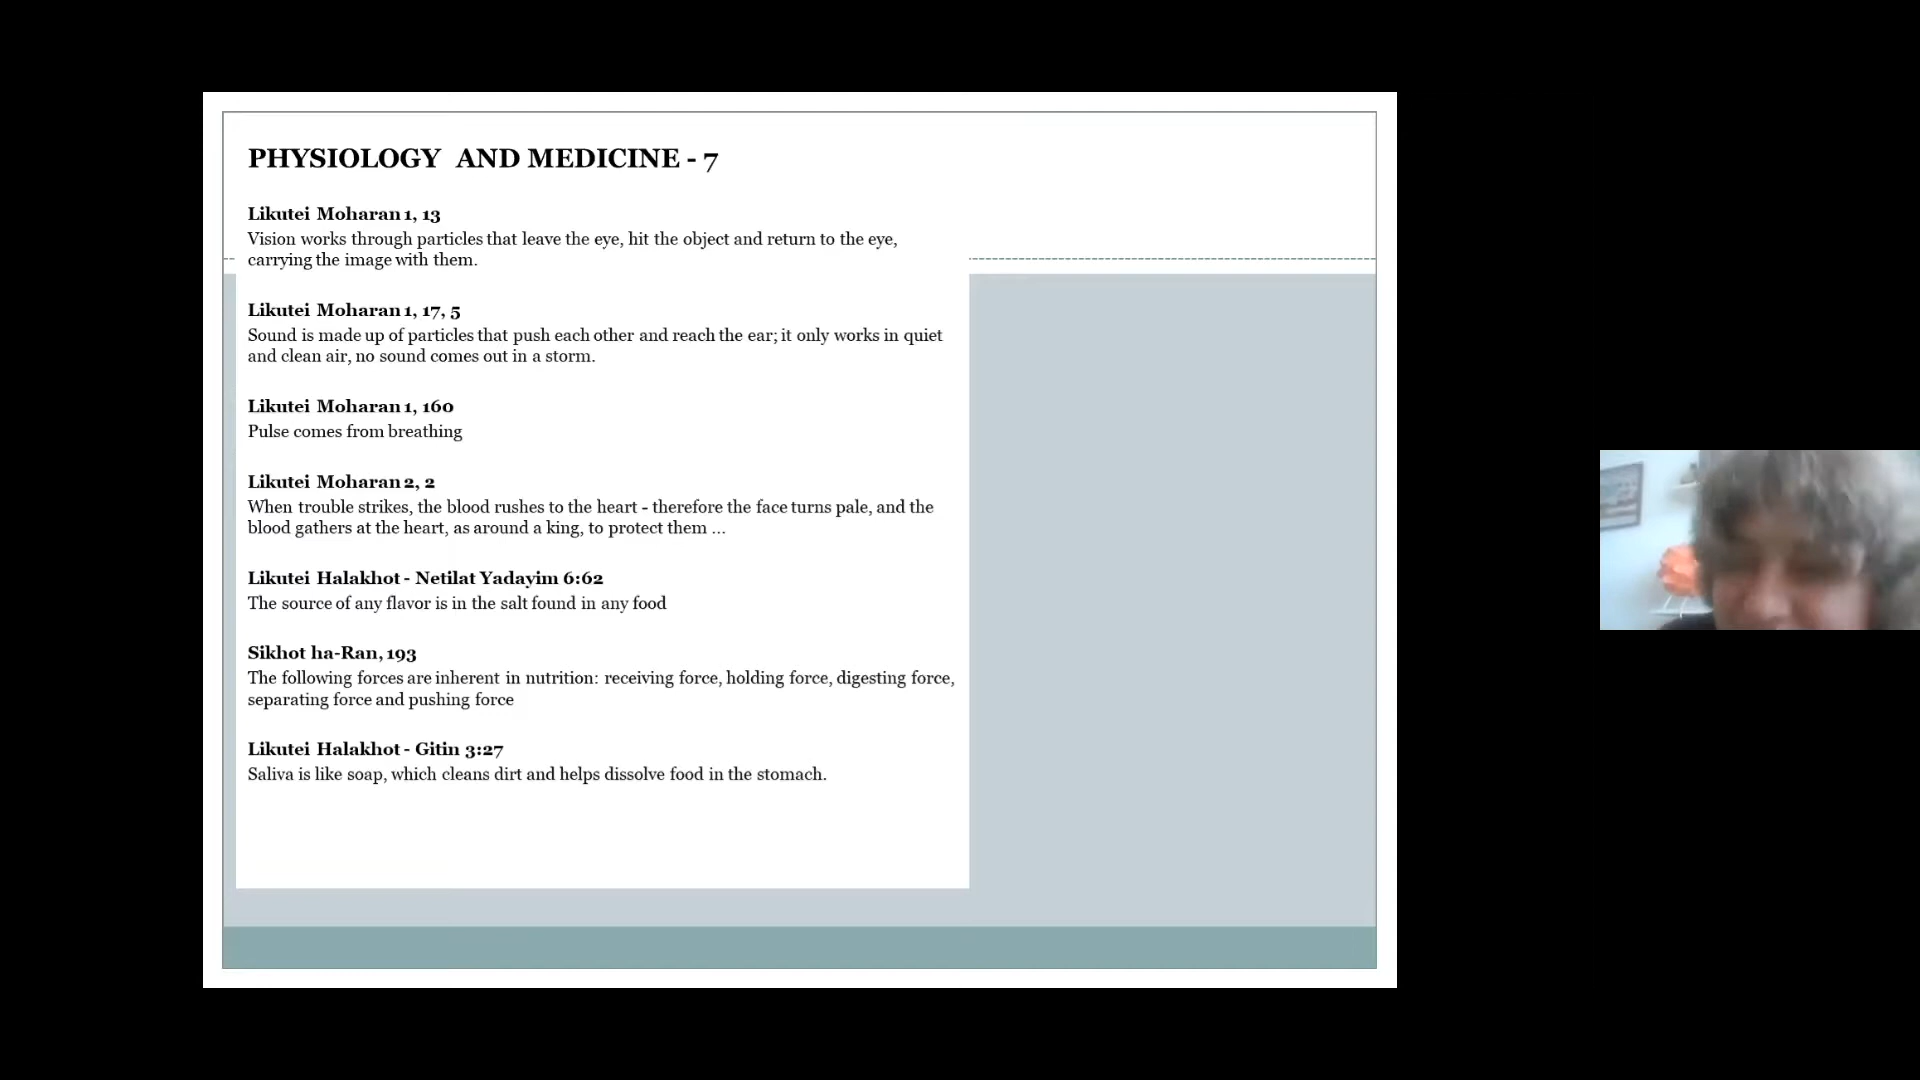 PHYSIOLOGY AND MEDICINE - 7
Likutei Moharan 1, 13
Vision works through particles that leave the eye, hit the object and return to the eye,
carrying the image with them.
Likutei Moharan 1, 17, 5
Sound is made up of particles that push each other and reach the ear; it only works in quiet
and clean air, no sound comes out in a storm.
Likutei Moharan 1, 160
Pulse comes from breathing
Likutei Moharan 2, 2
When trouble strikes, the blood rushes to the heart - therefore the face turns pale, and the
blood gathers at the heart, as around a king, to protect them ...
Likutei Halakhot - Netilat Yadayim 6:62
The source of any flavor is in the salt found in any food
Sikhot ha-Ran, 193
The following forces are inherent in nutrition: receiving force, holding force, digesting force,
separating force and pushing force
Likutei Halakhot - Gitin 3:27
Saliva is like soap, which cleans dirt and helps dissolve food in the stomach.